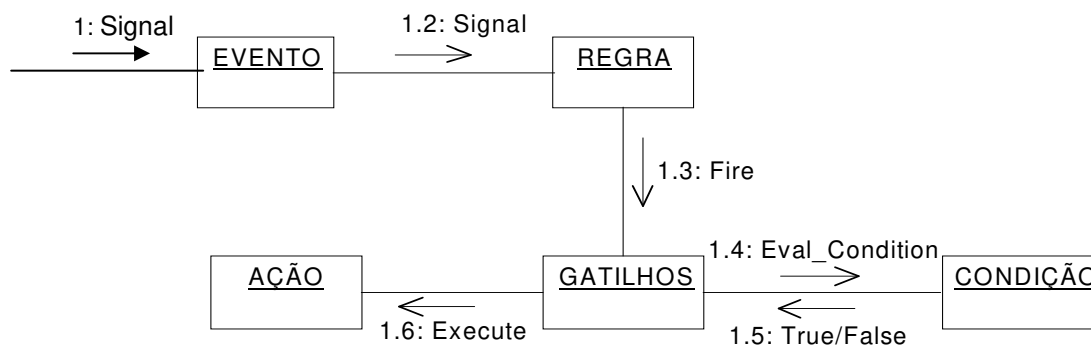 1: Signal
1.2: Signal
EVENTO
REGRA
1.3: Fire
1.4: Eval_Condition
AÇÃO
GATILHOS
CONDIÇÃO
1.6: Execute
1.5: True/False